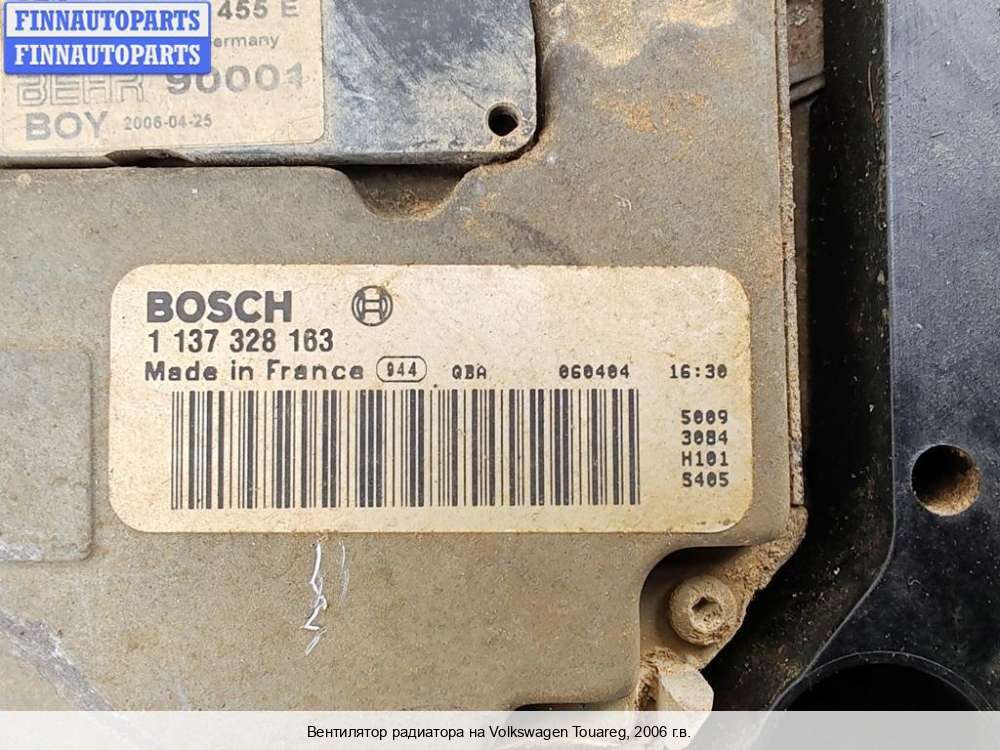 FINNAUTOPARTS
FINNAUTOPARTS
455 E
Germany
BEHR 90001
BOY 2006-04-25
BOSCH
1 137 328 163
Made in France 944 QBA 060404 16:30
5009
3084
H101
S405
Вентилятор радиатора на Volkswagen Touareg, 2006 г.в.